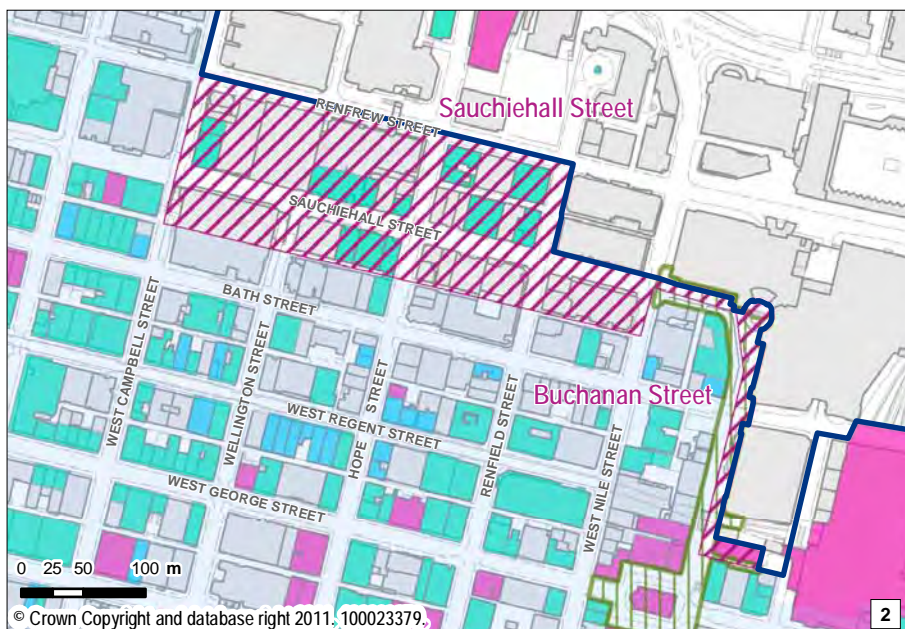 Sauchiehall Street
RENFREW STREET
SAUCHIEHALL STREET
BATH STREET
Buchanan Street
WEST CAMPBELL STREET
WELLINGTON STREET
HOPE STREET
WEST REGENT STREET
RENFIELD STREET
WEST NILE STREET
WEST GEORGE STREET
0 25 50 100 m
© Crown Copyright and database right 2011. 100023379.
2